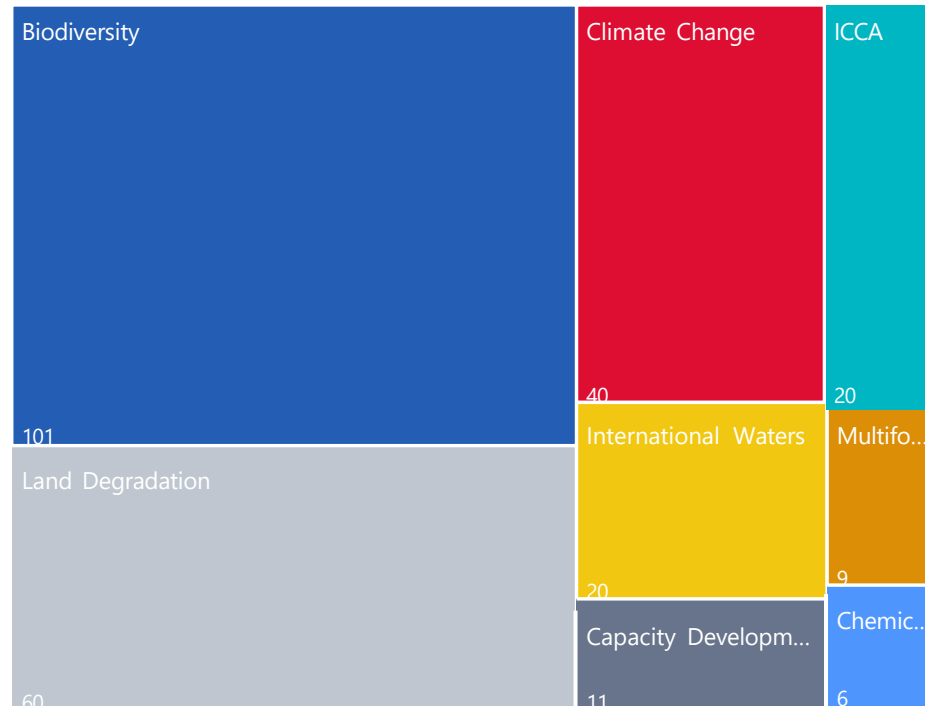 Biodiversity
101
Land Degradation
60
Climate Change
40
International Waters
20
Capacity Developm...
11
ICCA
20
Multifo...
9
Chemic...
6